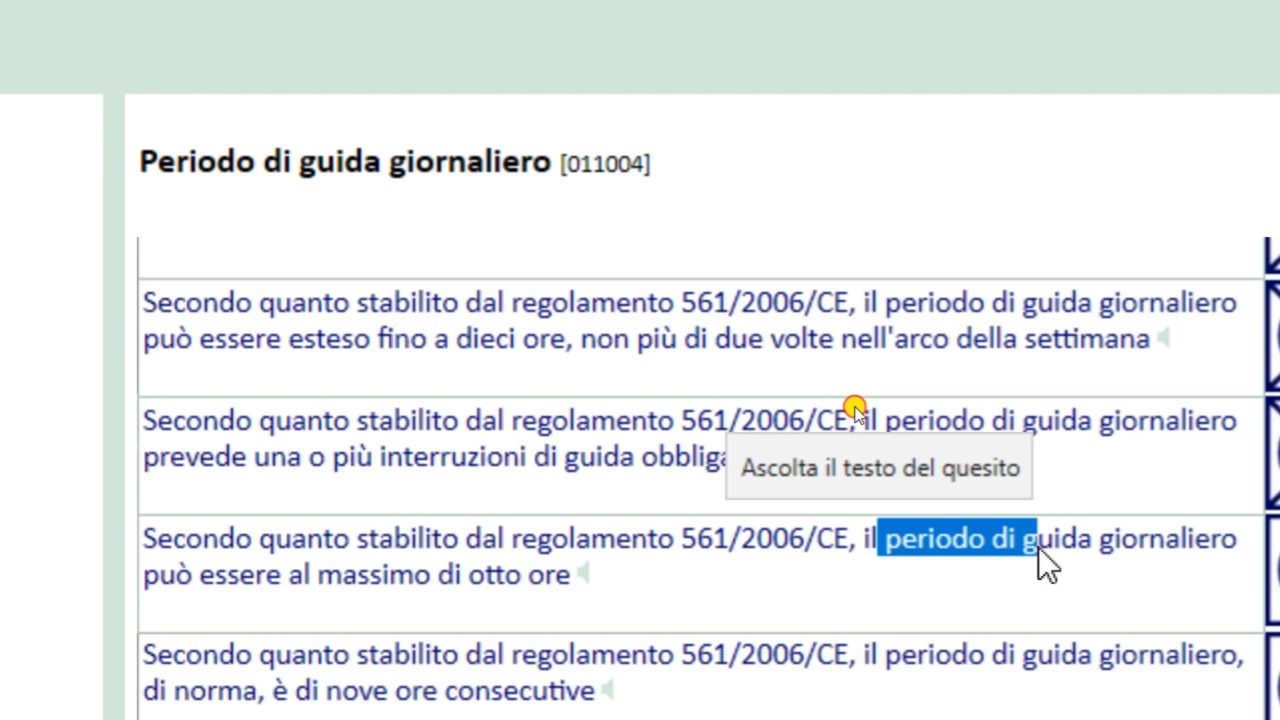 Periodo di guida giornaliero [011004]
Secondo quanto stabilito dal regolamento 561/2006/CE, il periodo di guida giornaliero
può essere esteso fino a dieci ore, non più di due volte nell'arco della settimana
Secondo quanto stabilito dal regolamento 561/2006/CE, il periodo di guida giornaliero
prevede una o più interruzioni di guida
Ascolta il testo del quesito
Secondo quanto stabilito dal regolamento 561/2006/CE, il periodo di guida giornaliero
può essere al massimo di otto ore
Secondo quanto stabilito dal regolamento 561/2006/CE, il periodo di guida giornaliero,
di norma, è di nove ore consecutive